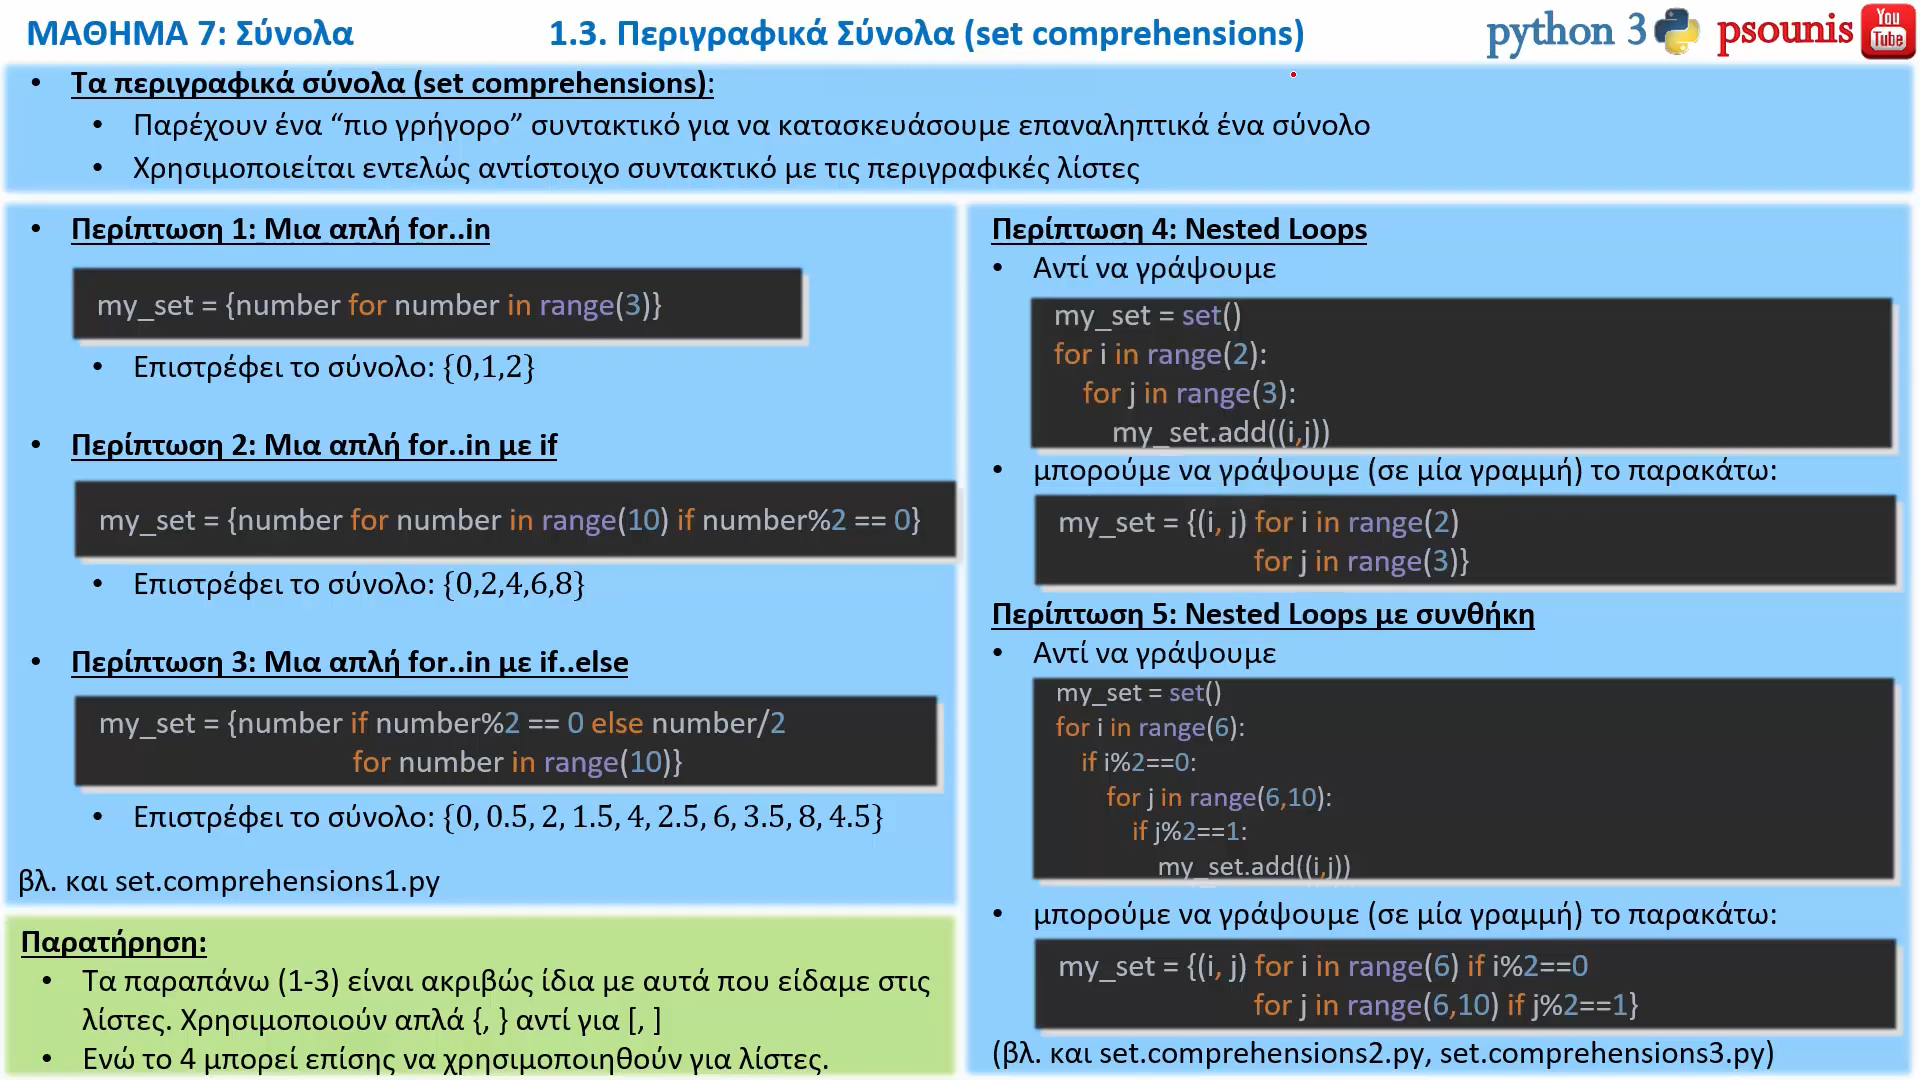 ΜΑΘΗΜΑ 7: Σύνολα
1.3. Περιγραφικά Σύνολα (set comprehensions)
python 3
psounis
You
Tube
• Τα περιγραφικά σύνολα (set comprehensions):
• Παρέχουν ένα “πιο γρήγορο” συντακτικό για να κατασκευάσουμε επαναληπτικά ένα σύνολο
• Χρησιμοποιείται εντελώς αντίστοιχο συντακτικό με τις περιγραφικές λίστες
• Περίπτωση 1: Μια απλή for..in
my_set = {number for number in range(3)}
• Επιστρέφει το σύνολο: {0,1,2}
• Περίπτωση 2: Μια απλή for..in με if
my_set = {number for number in range(10) if number%2 == 0}
• Επιστρέφει το σύνολο: {0,2,4,6,8}
• Περίπτωση 3: Μια απλή for..in με if..else
my_set = {number if number%2 == 0 else number/2
for number in range(10)}
• Επιστρέφει το σύνολο: {0, 0.5, 2, 1.5, 4, 2.5, 6, 3.5, 8, 4.5}
βλ. και set.comprehensions1.py
Παρατήρηση:
• Τα παραπάνω (1-3) είναι ακριβώς ίδια με αυτά που είδαμε στις
λίστες. Χρησιμοποιούν απλά {, } αντί για [, ]
• Ενώ το 4 μπορεί επίσης να χρησιμοποιηθούν για λίστες.
Περίπτωση 4: Nested Loops
• Αντί να γράψουμε
my_set = set()
for i in range(2):
for j in range(3):
my_set.add((i,j))
• μπορούμε να γράψουμε (σε μία γραμμή) το παρακάτω:
my_set = {(i, j) for i in range(2)
for j in range(3)}
Περίπτωση 5: Nested Loops με συνθήκη
• Αντί να γράψουμε
my_set = set()
for i in range(6):
if i%2==0:
for j in range(6,10):
if j%2==1:
my_set.add((i,j))
• μπορούμε να γράψουμε (σε μία γραμμή) το παρακάτω:
my_set = {(i, j) for i in range(6) if i%2==0
for j in range(6,10) if j%2==1}
(βλ. και set.comprehensions2.py, set.comprehensions3.py)